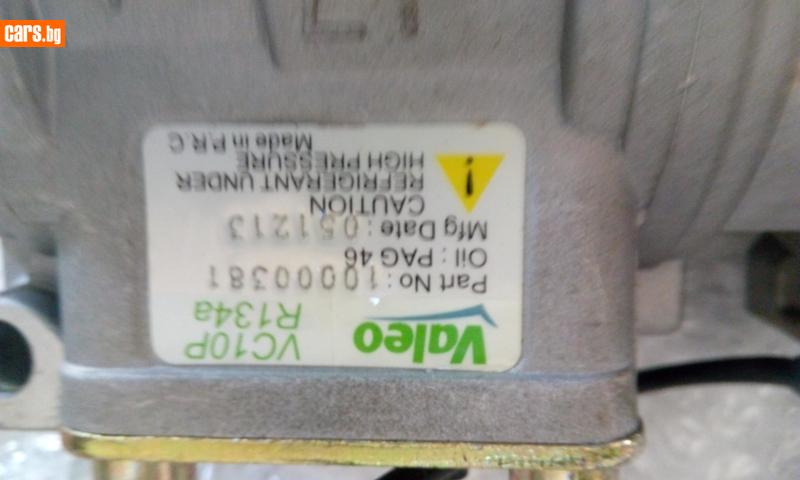 cars.bg
Valeo
VC10P
R134a
Part No: 10000381
Oil : PAG 46
Mfg Date : 051213
CAUTION
REFRIGERANT UNDER
HIGH PRESSURE
Made in P.R.C